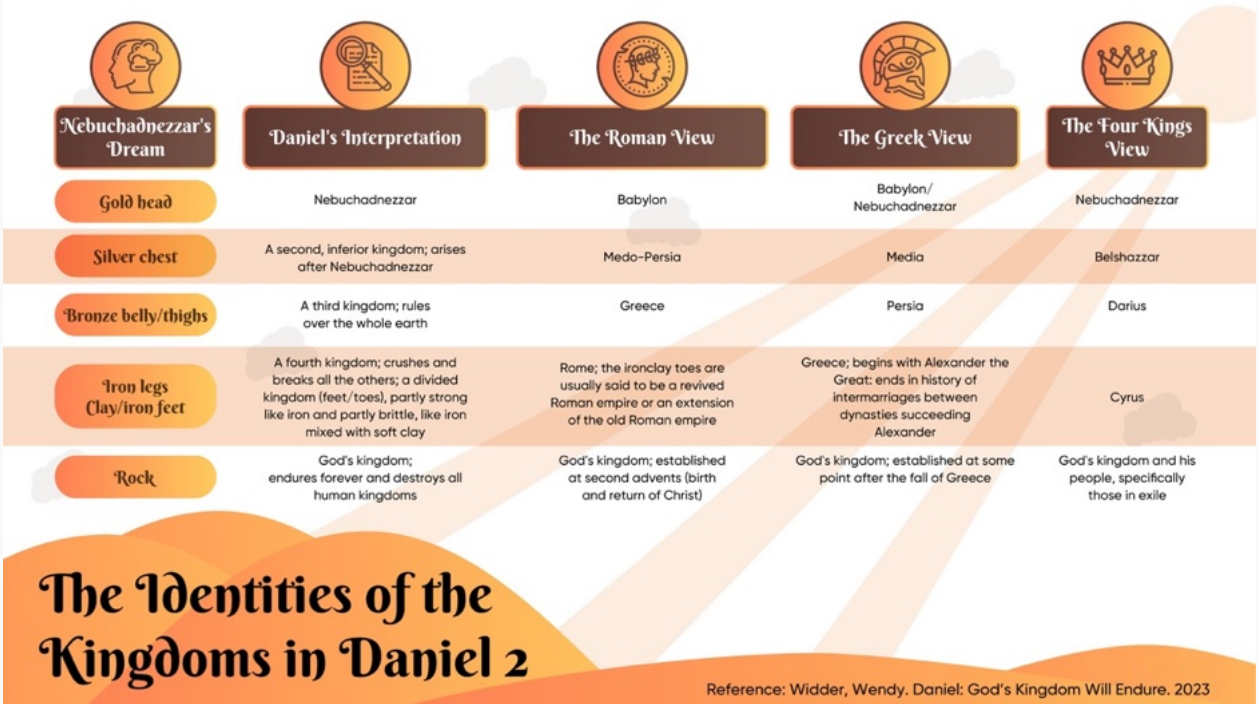 Nebuchadnezzar's
Dream
Daniel's Interpretation
The Roman View
The Greek View
The Four Kings
View
Gold head
Nebuchadnezzar
Babylon
Babylon/
Nebuchadnezzar
Nebuchadnezzar
Silver chest
A second, inferior kingdom; arises
after Nebuchadnezzar
Medo-Persia
Media
Belshazzar
Bronze belly/thighs
A third kingdom; rules
over the whole earth
Greece
Persia
Darius
Iron legs
Clay/iron feet
A fourth kingdom; crushes and
breaks all the others; a divided
kingdom (feet/toes), partly strong
like iron and partly brittle, like iron
mixed with soft clay
Rome; the ironclay toes are
usually said to be a revived
Roman empire or an extension
of the old Roman empire
Greece; begins with Alexander the
Great: ends in history of
intermarriages between
dynasties succeeding
Alexander
Cyrus
Rock
God's kingdom;
endures forever and destroys all
human kingdoms
God's kingdom; established
at second advents (birth
and return of Christ)
God's kingdom; established at some
point after the fall of Greece
God's kingdom and his
people, specifically
those in exile
The Identities of the
Kingdoms in Daniel 2
Reference: Widder, Wendy. Daniel: God's Kingdom Will Endure. 2023